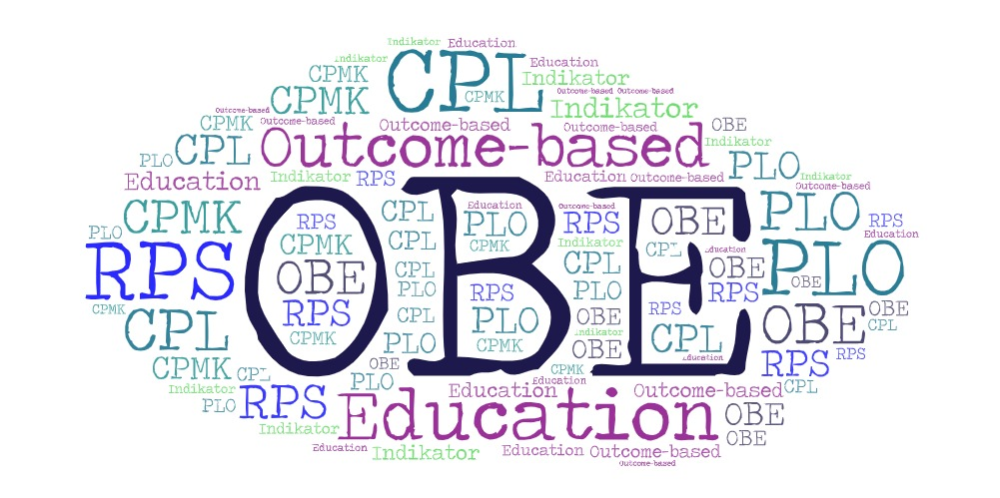 Indikator Education
Indikator CPL Education
CPMK CPMK Indikator
CPMK Outcome-based Outcome-based
Outcome-based Indikator
CPMK Outcome-based Outcome-based Outcome-based OBE
PLO CPL Outcome-based Indikator
PLO Indikator
Education Indikator RPS Education Outcome-based Outcome-based
CPMK RPS CPL Education Outcome-based OBE PLO RPS
PLO CPMK CPL PLO RPS Indikator CPL Education Education
RPS OBE CPMK OBE PLO
OBE CPL CPL OBE
RPS PLO RPS PLO RPS OBE
CPMK RPS CPL PLO OBE RPS OBE OBE
CPL CPMK CPMK Indikator CPL CPL
PLO OBE Education RPS
CPMK OBE CPMK RPS
CPL PLO Education
Indikator Education Outcome-based CPL
PLO RPS Education OBE
Indikator OBE
Education Indikator Education Outcome-based
Outcome-based